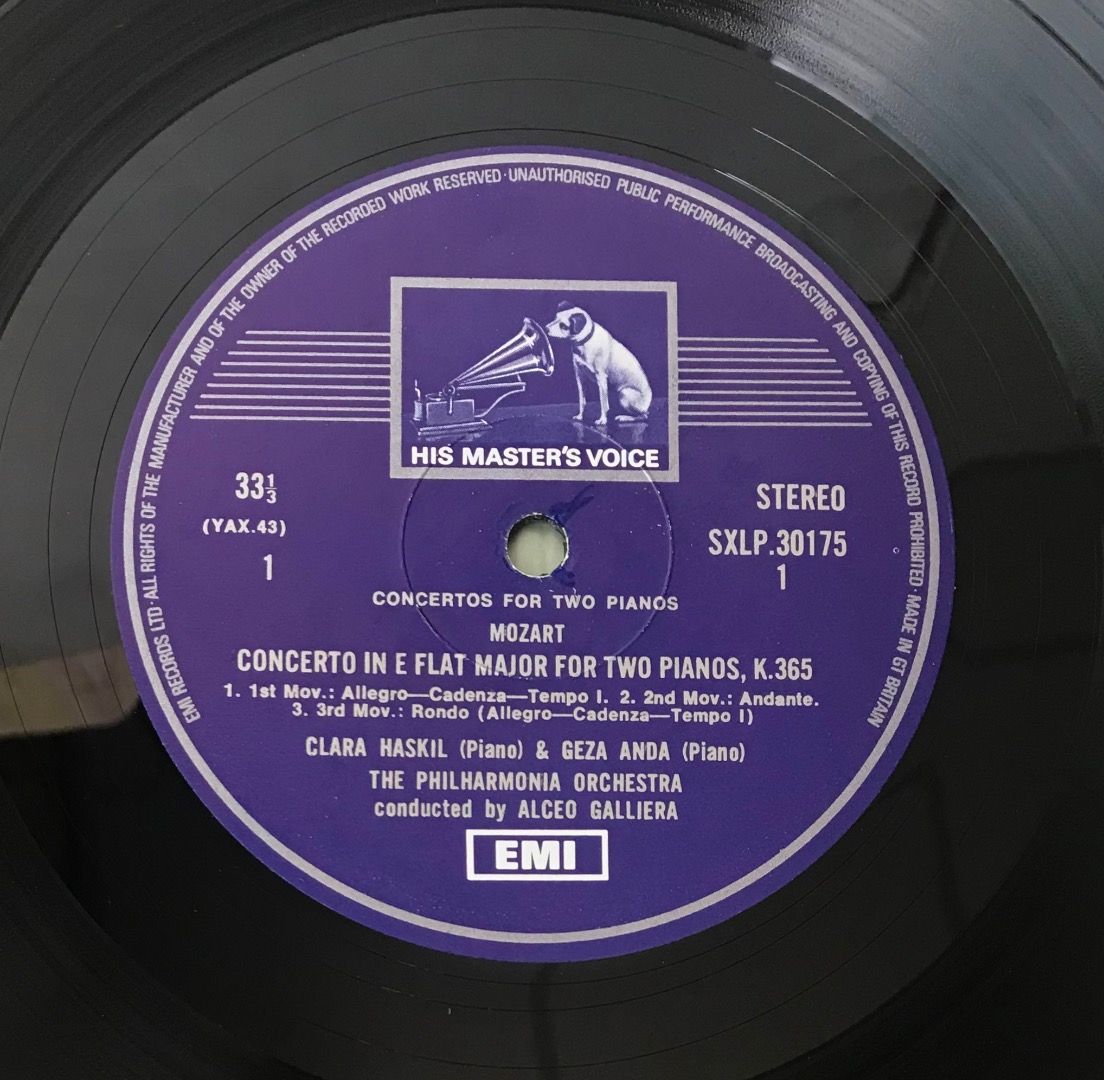 EMI RECORDS LTD·ALL RIGHTS OF THE MANUFACTURER AND OF THE OWNER OF THE RECORDED WORK RESERVED·UNAUTHORISED PUBLIC PERFORMANCE BROADCASTING AND COPYING OF THIS RECORD PROHIBITED·MADE IN GT BRITAIN
HIS MASTER'S VOICE
33⅓
(YAX.43)
1
STEREO
SXLP.30175
1
CONCERTOS FOR TWO PIANOS
MOZART
CONCERTO IN E FLAT MAJOR FOR TWO PIANOS, K.365
1. 1st Mov.: Allegro—Cadenza—Tempo I. 2. 2nd Mov.: Andante.
3. 3rd Mov.: Rondo (Allegro—Cadenza—Tempo I)
CLARA HASKIL (Piano) & GEZA ANDA (Piano)
THE PHILHARMONIA ORCHESTRA
conducted by ALCEO GALLIERA
EMI